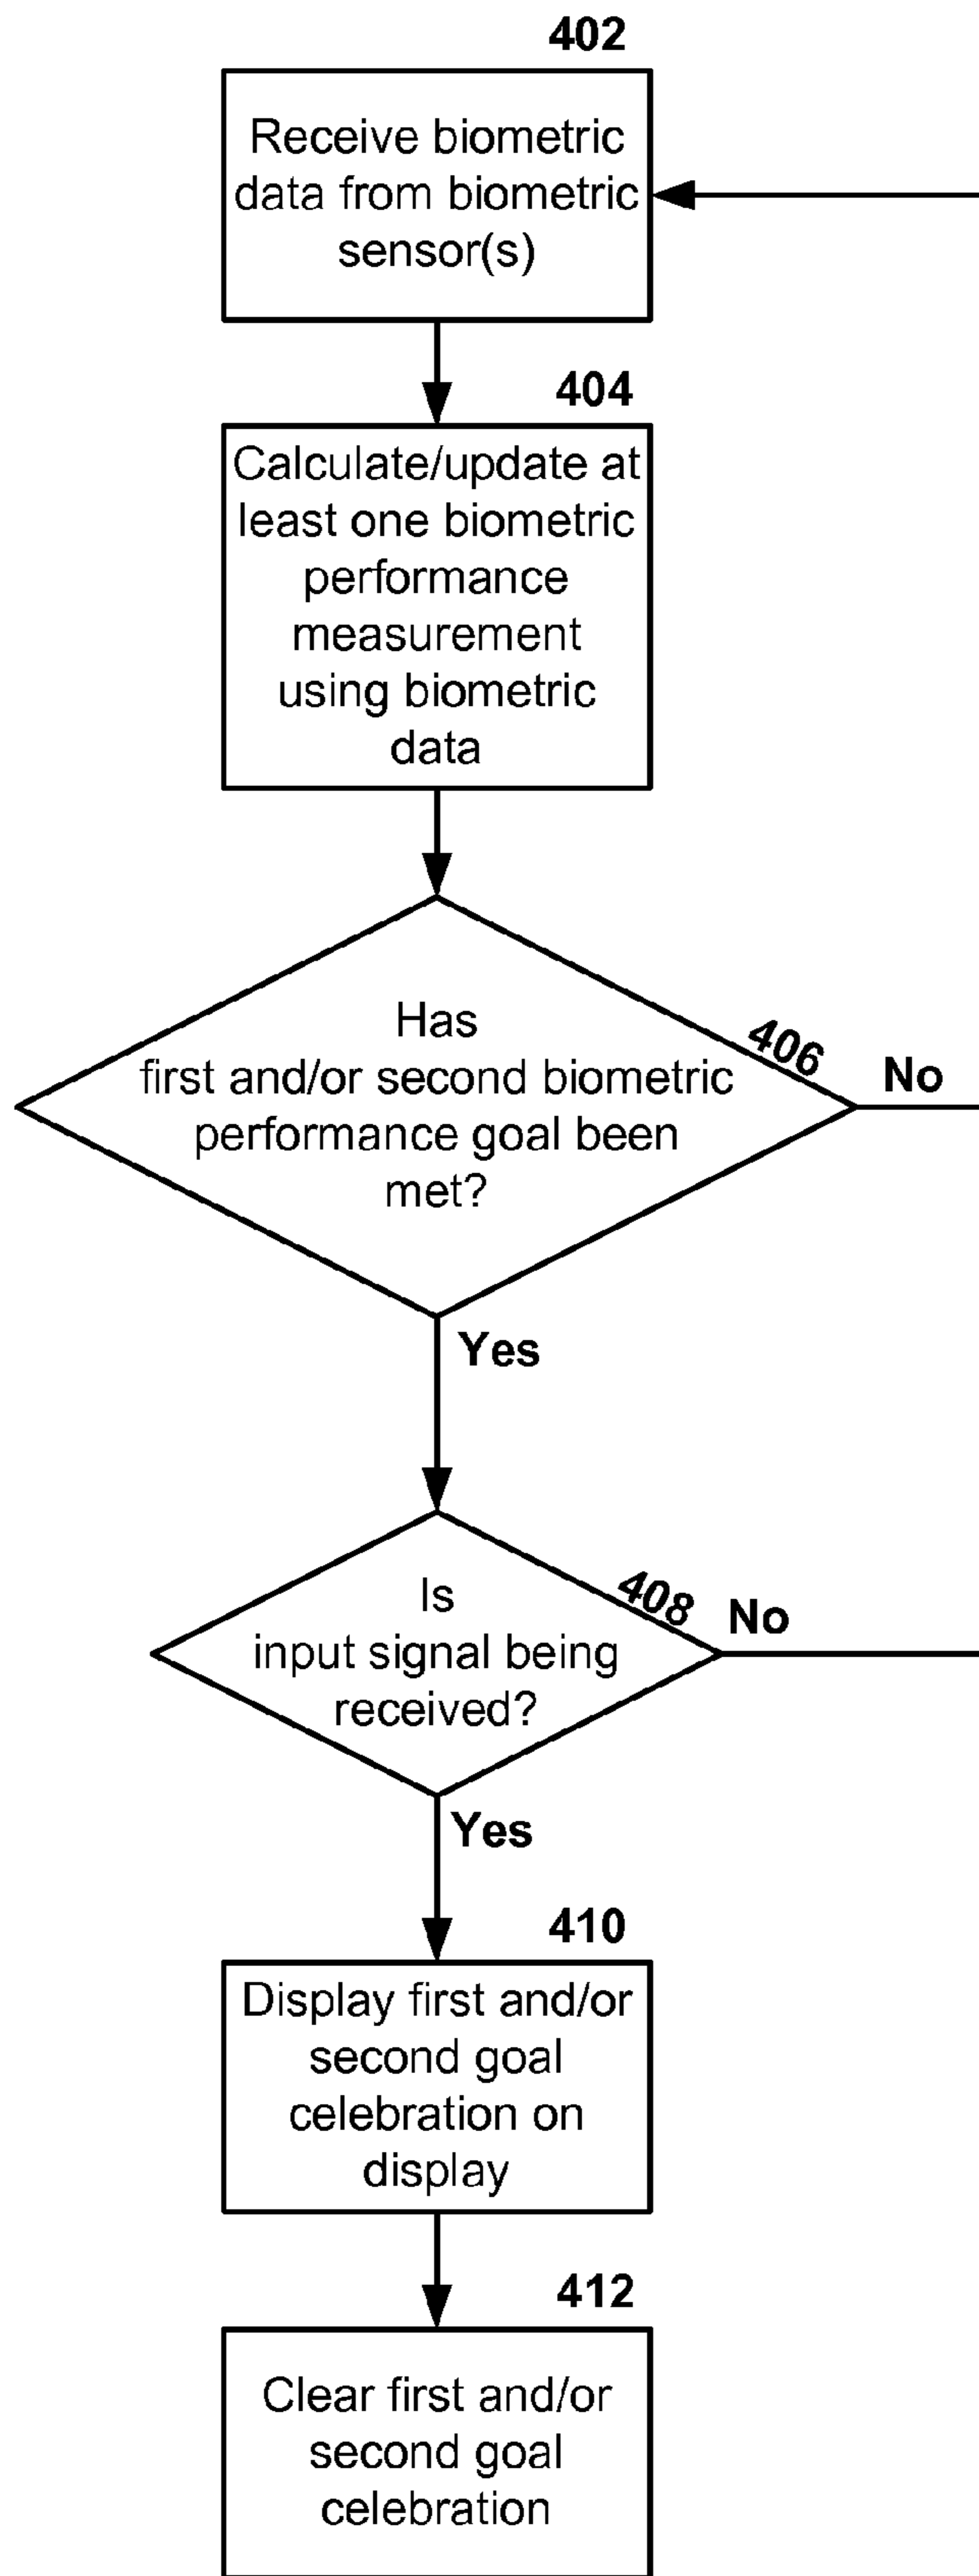 402
Receive biometric
data from biometric
sensor(s)
404
Calculate/update at
least one biometric
performance
measurement
using biometric
data
406
Has
first and/or second biometric
performance goal been
met?
No
Yes
408
Is
input signal being
received?
No
Yes
410
Display first and/or
second goal
celebration on
display
412
Clear first and/or
second goal
celebration